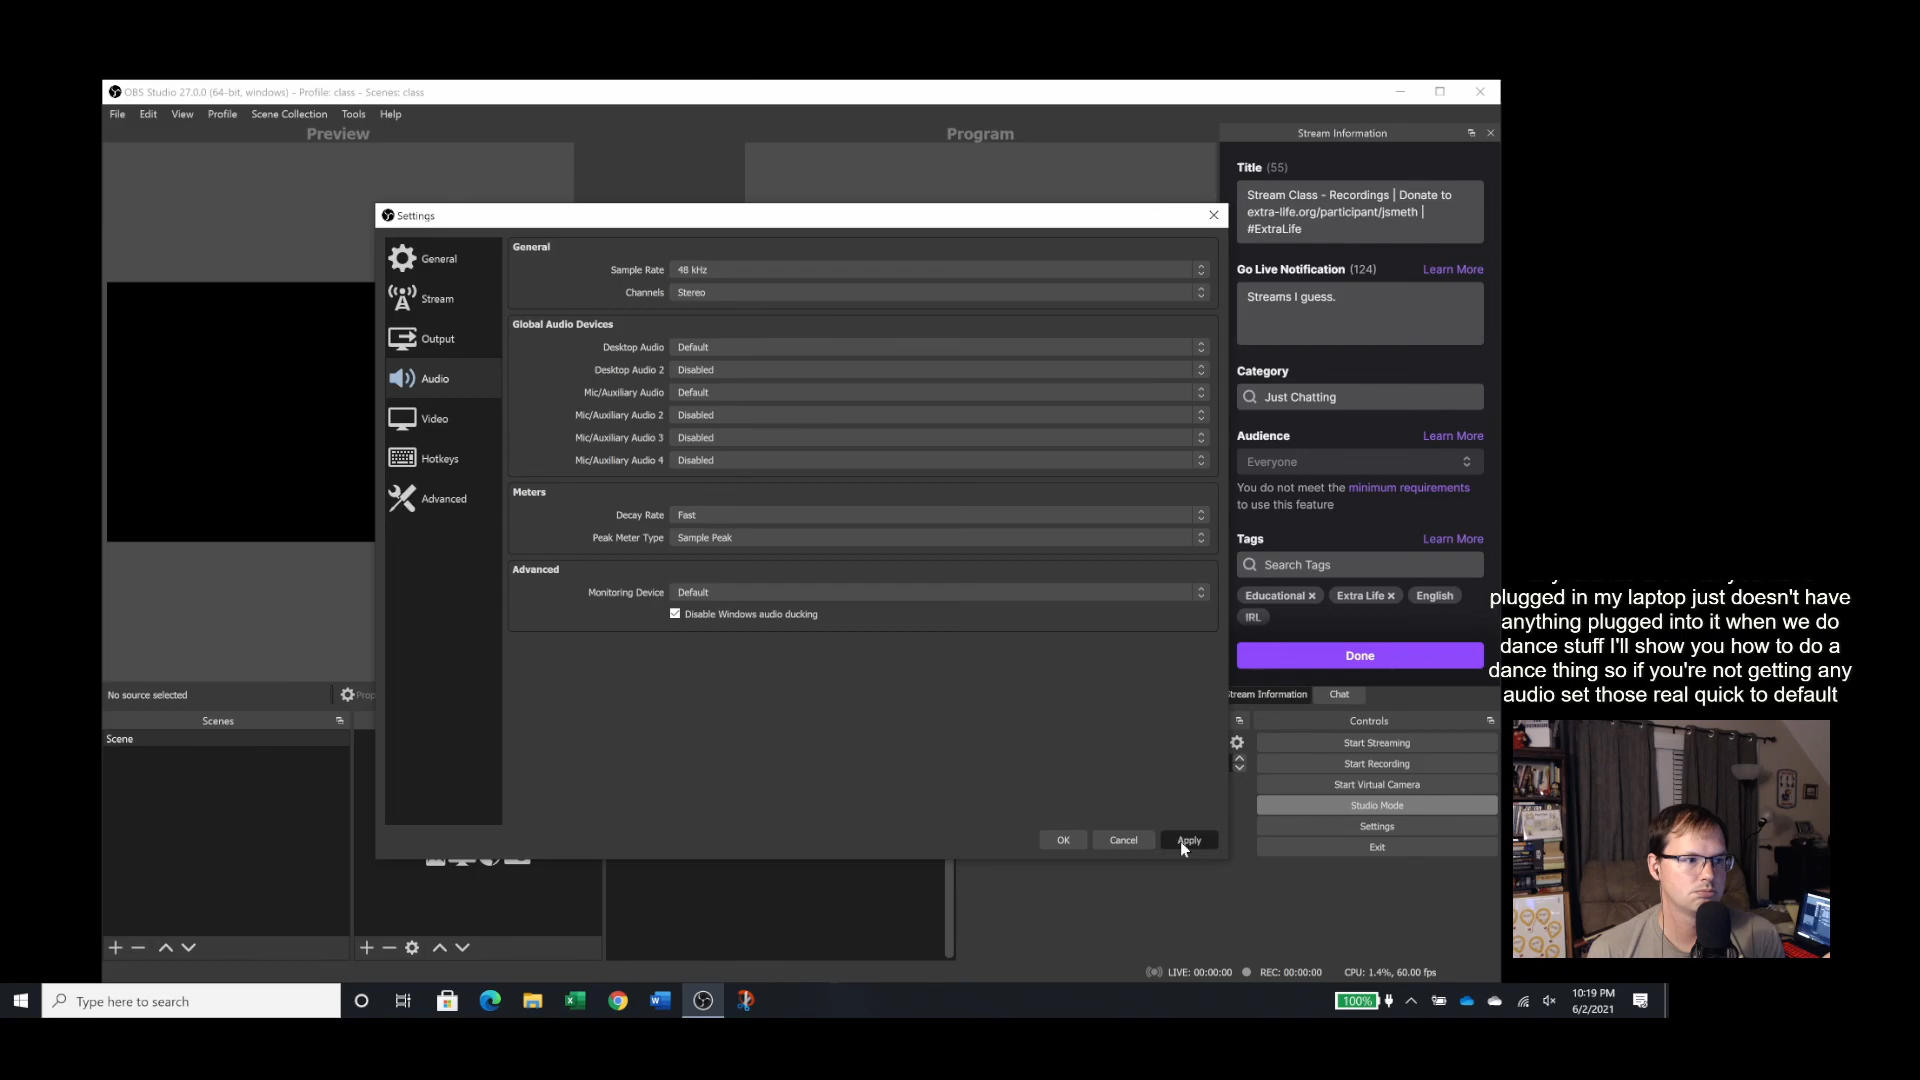 OBS Studio 27.0.0 (64-bit, windows) - Profile: class - Scenes: class
File Edit View Profile Scene Collection Tools Help
Preview
Program
Stream Information
Title (55)
Stream Class - Recordings | Donate to
extra-life.org/participant/jsmeth |
#ExtraLife
Go Live Notification (124) Learn More
Streams I guess.
Category
Just Chatting
Audience Learn More
Everyone
You do not meet the minimum requirements
to use this feature
Tags Learn More
Search Tags
Educational × Extra Life × English
IRL
Done
Stream Information Chat
Settings
General
Stream
Output
Audio
Video
Hotkeys
Advanced
General
Sample Rate 48 kHz
Channels Stereo
Global Audio Devices
Desktop Audio Default
Desktop Audio 2 Disabled
Mic/Auxiliary Audio Default
Mic/Auxiliary Audio 2 Disabled
Mic/Auxiliary Audio 3 Disabled
Mic/Auxiliary Audio 4 Disabled
Meters
Decay Rate Fast
Peak Meter Type Sample Peak
Advanced
Monitoring Device Default
Disable Windows audio ducking
OK Cancel Apply
plugged in my laptop just doesn't have
anything plugged into it when we do
dance stuff I'll show you how to do a
dance thing so if you're not getting any
audio set those real quick to default
No source selected
Prop
Scenes
Scene
Controls
Start Streaming
Start Recording
Start Virtual Camera
Studio Mode
Settings
Exit
LIVE: 00:00:00 REC: 00:00:00 CPU: 1.4%, 60.00 fps
Type here to search
100%
10:19 PM
6/2/2021